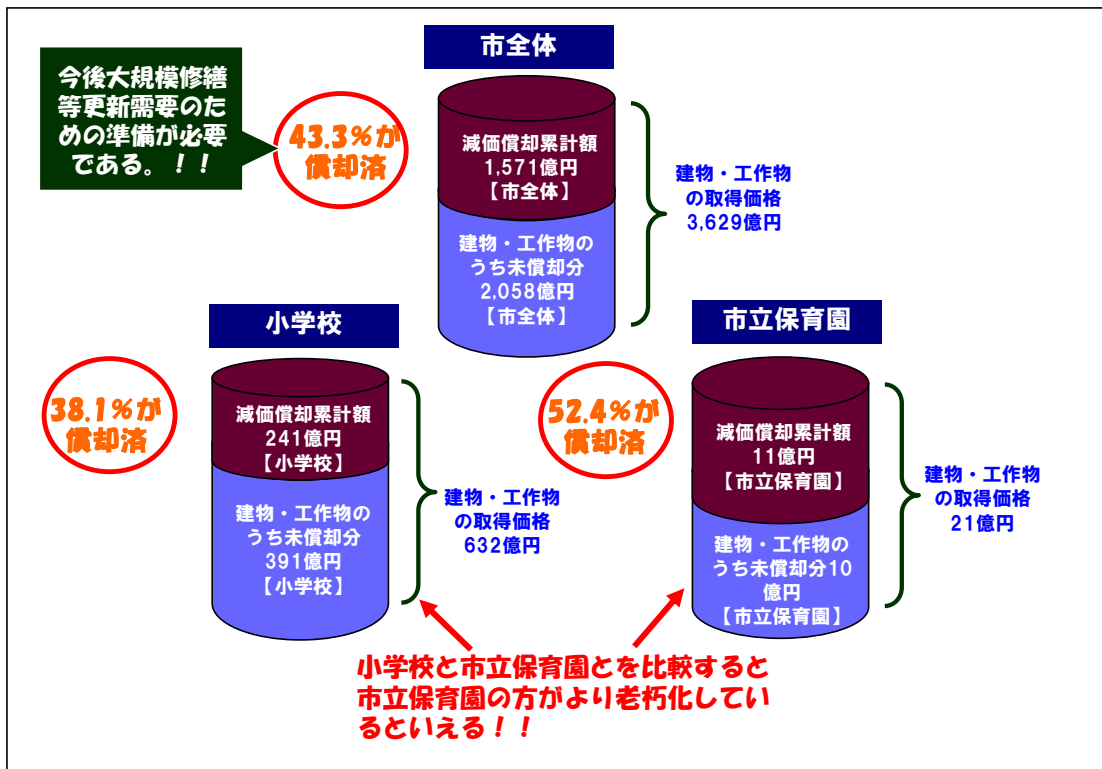 市全体
今後大規模修繕
等更新需要のた
めの準備が必要
である。！！
43.3％が
償却済
減価償却累計額
1,571億円
【市全体】
建物・工作物の
うち未償却分
2,058億円
【市全体】
建物・工作物
の取得価格
3,629億円
小学校
38.1％が
償却済
減価償却累計額
241億円
【小学校】
建物・工作物の
うち未償却分
391億円
【小学校】
建物・工作物
の取得価格
632億円
市立保育園
52.4％が
償却済
減価償却累計額
11億円
【市立保育園】
建物・工作物の
うち未償却分10
億円
【市立保育園】
建物・工作物
の取得価格
21億円
小学校と市立保育園とを比較すると
市立保育園の方がより老朽化してい
るといえる！！